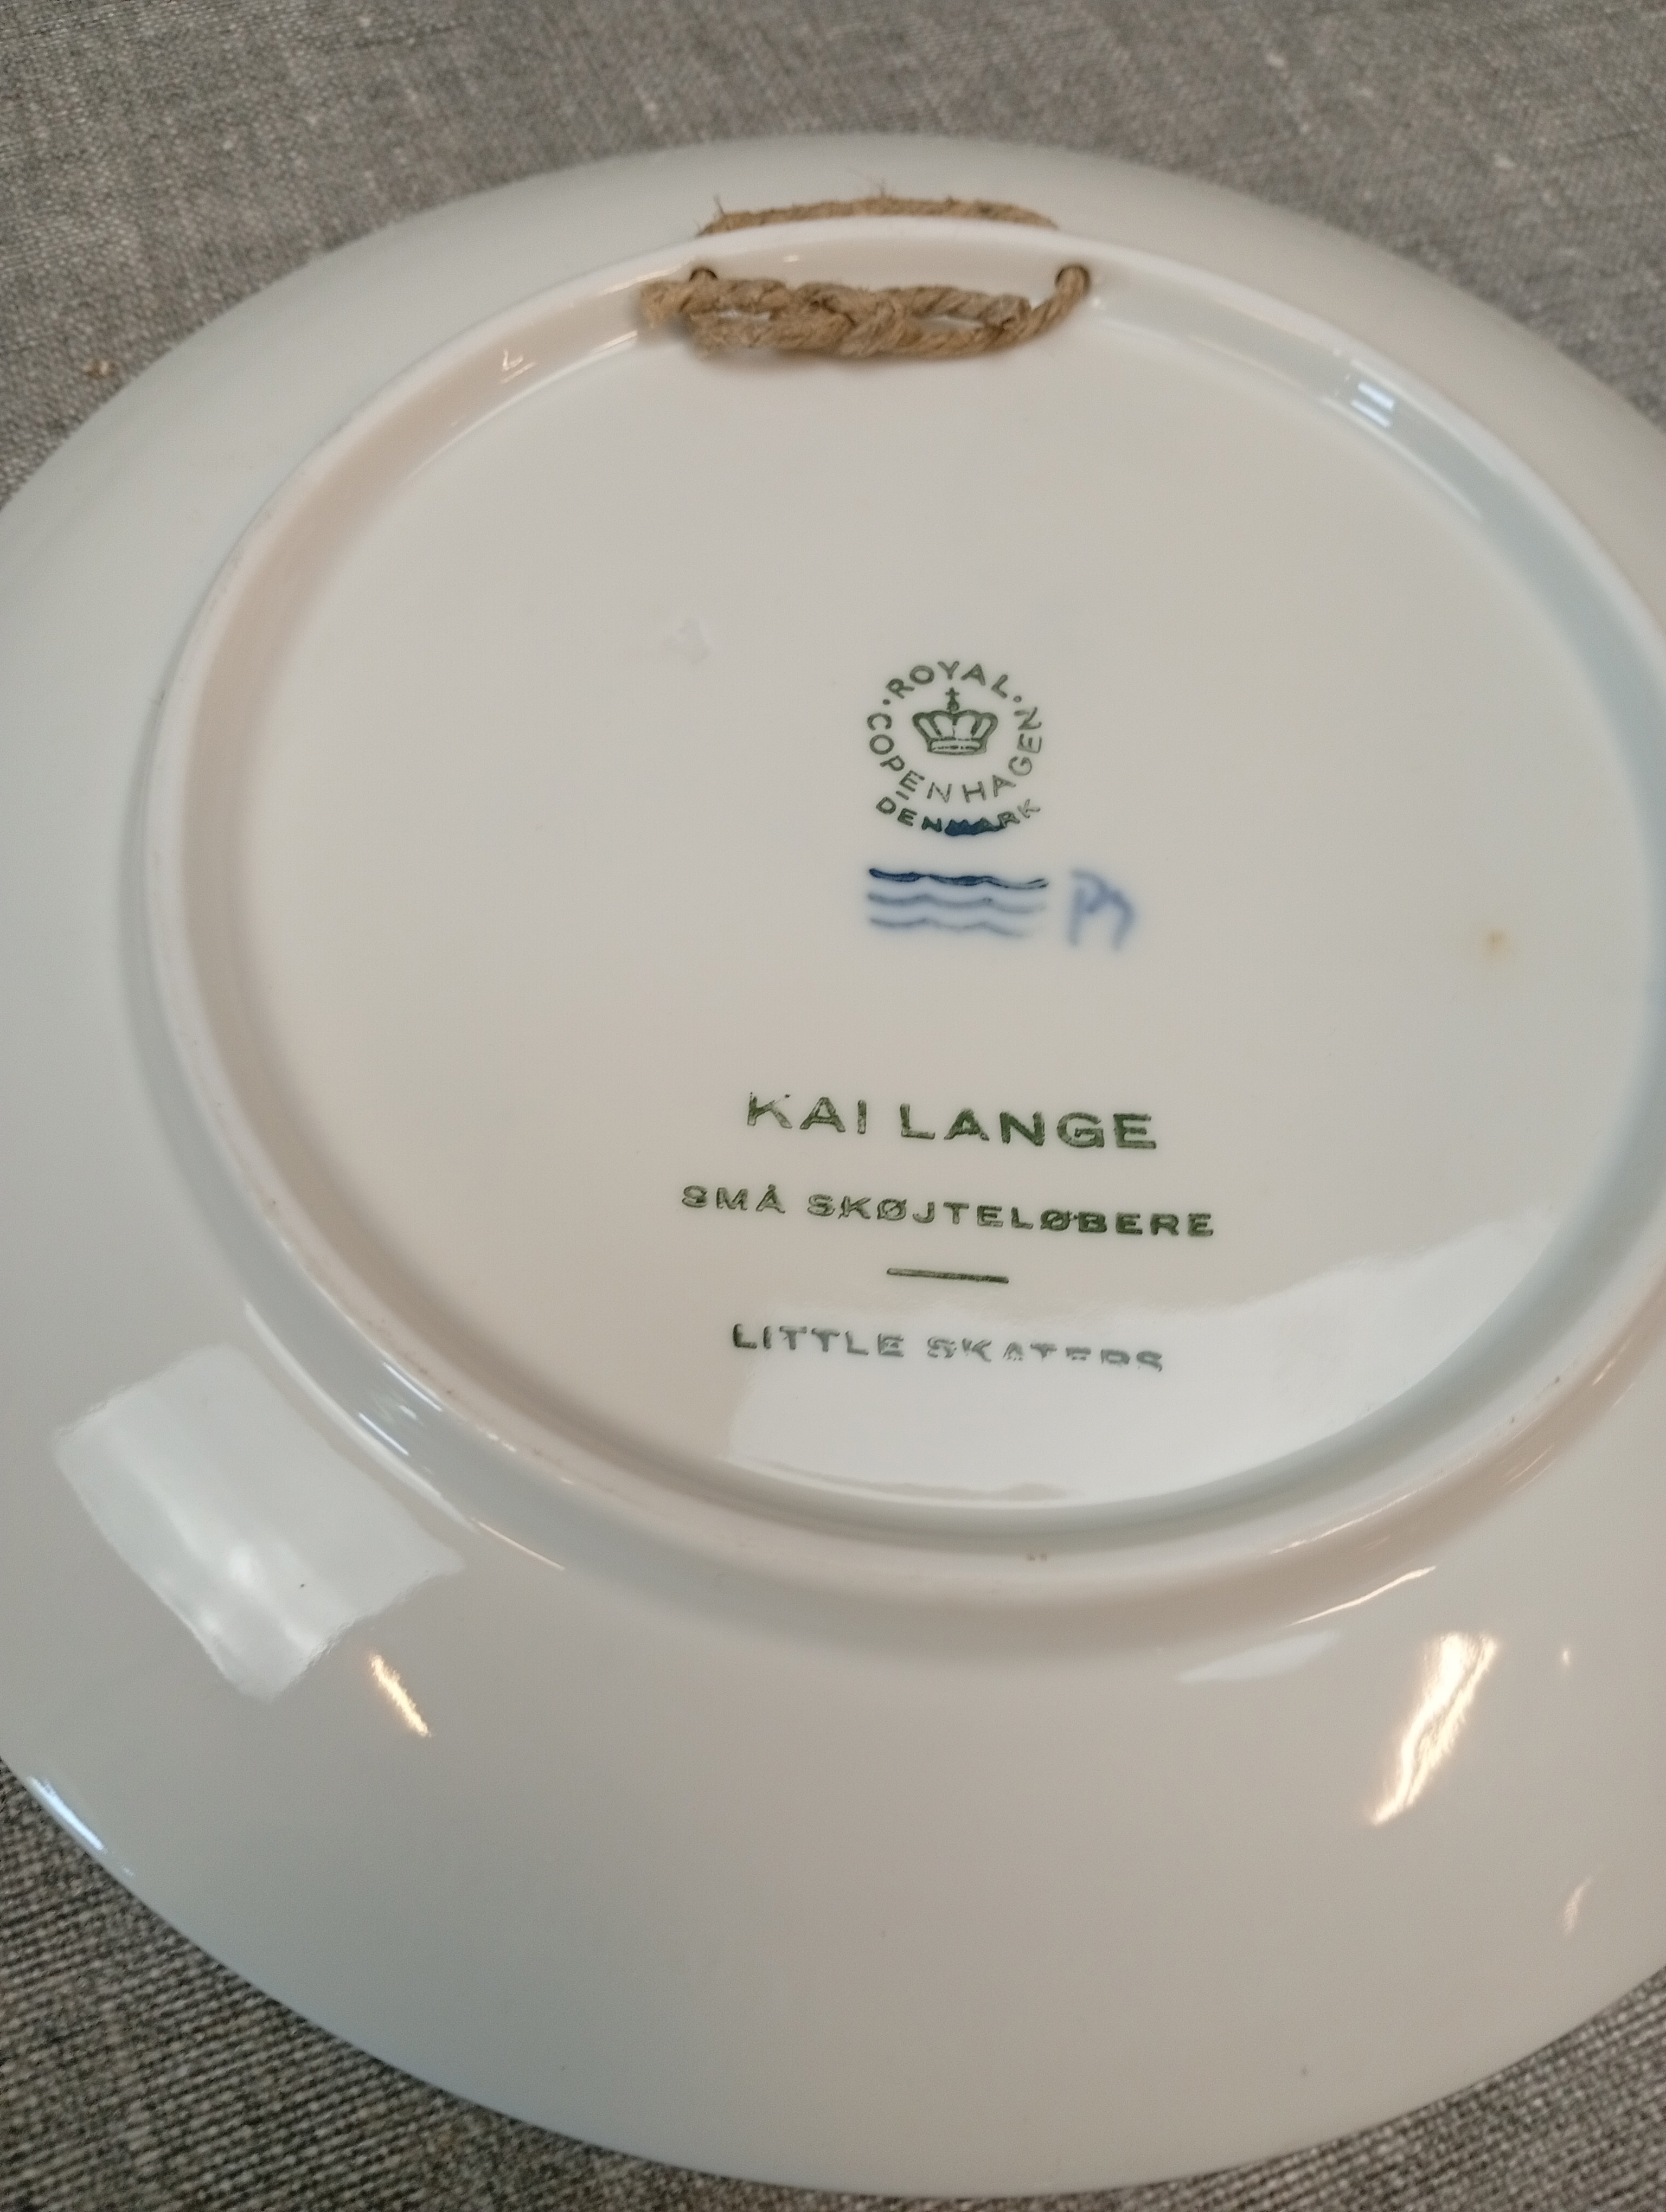 ROYAL
COPENHAGEN
DENMARK
KAI LANGE
SMÅ SKØJTELØBERE
LITTLE SKATERS